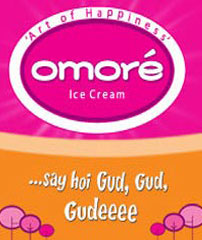 'Art of Happiness'
omoré
Ice Cream
...say hoi Gud, Gud,
Gudeeee